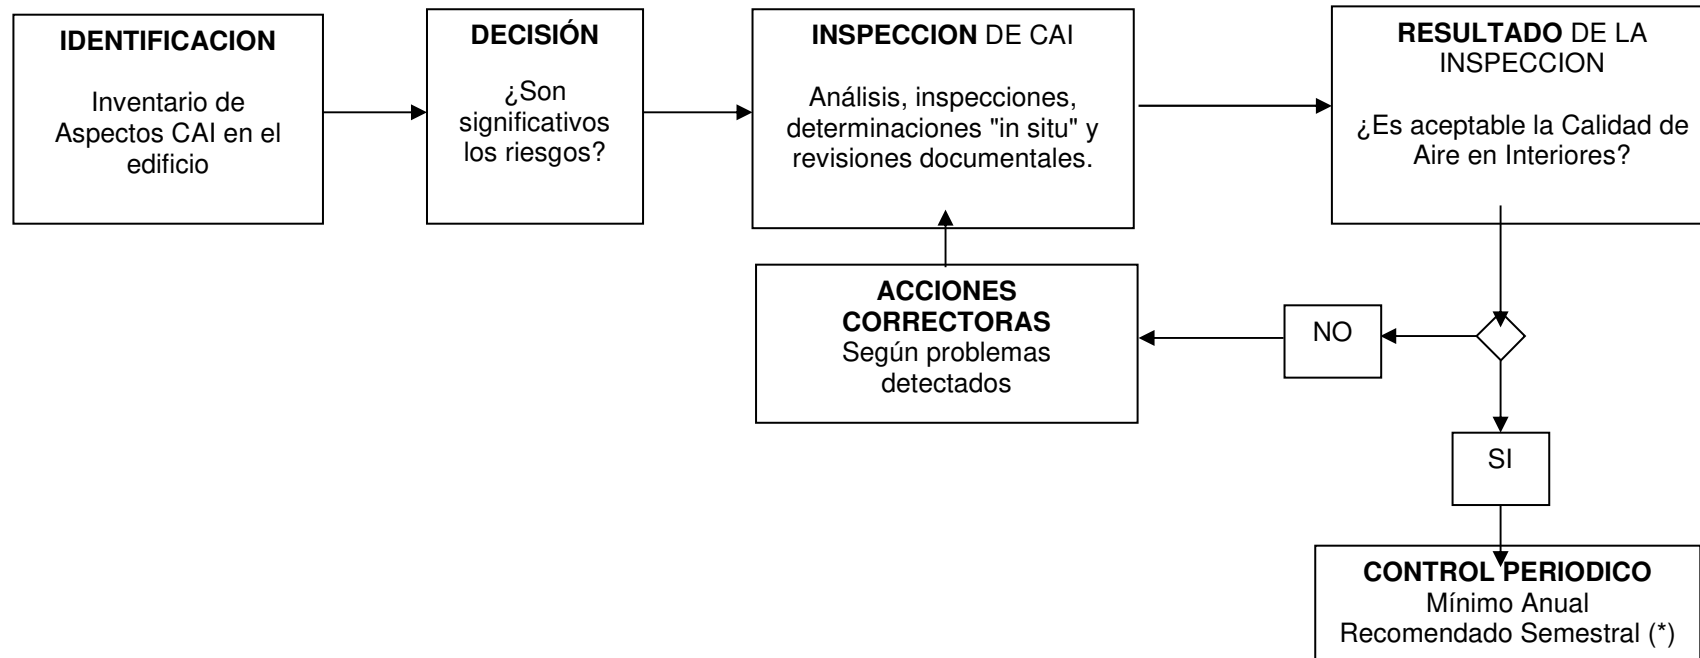 IDENTIFICACION
Inventario de
Aspectos CAI en el
edificio
DECISIÓN
¿Son
significativos
los riesgos?
INSPECCION DE CAI
Análisis, inspecciones,
determinaciones "in situ" y
revisiones documentales.
RESULTADO DE LA
INSPECCION
¿Es aceptable la Calidad de
Aire en Interiores?
ACCIONES
CORRECTORAS
Según problemas
detectados
NO
SI
CONTROL PERIODICO
Mínimo Anual
Recomendado Semestral (*)